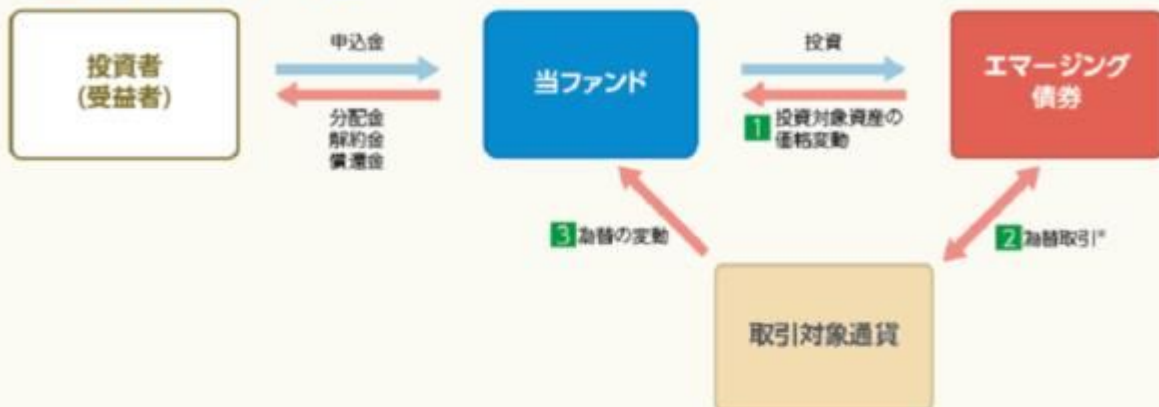 投資者
(受益者)
申込金
分配金
解約金
償還金
当ファンド
投資
1 投資対象資産の
価格変動
エマージング
債券
3 為替の変動
2 為替取引*
取引対象通貨